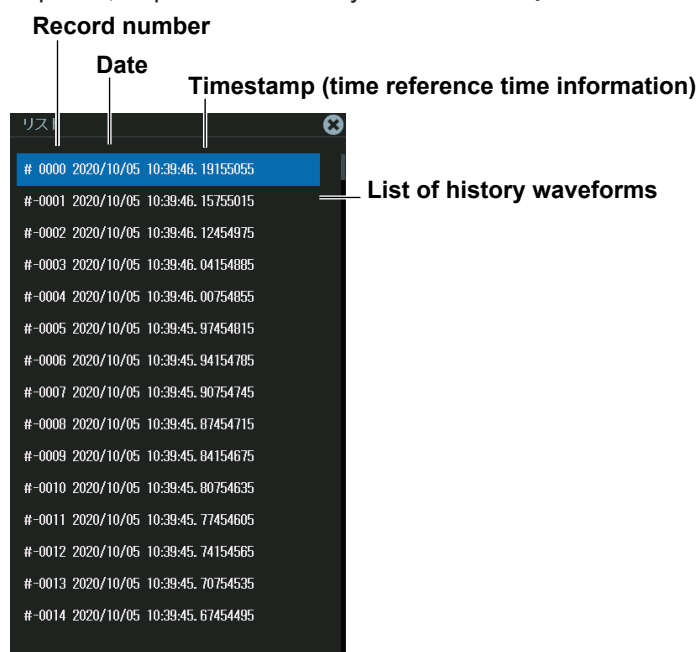 Record number
Date
Timestamp (time reference time information)
リスト
# 0000 2020/10/05 10:39:46.19155055
List of history waveforms
#-0001 2020/10/05 10:39:46.15755015
#-0002 2020/10/05 10:39:46.12454975
#-0003 2020/10/05 10:39:46.04154885
#-0004 2020/10/05 10:39:46.00754855
#-0005 2020/10/05 10:39:45.97454815
#-0006 2020/10/05 10:39:45.94154785
#-0007 2020/10/05 10:39:45.90754745
#-0008 2020/10/05 10:39:45.87454715
#-0009 2020/10/05 10:39:45.84154675
#-0010 2020/10/05 10:39:45.80754635
#-0011 2020/10/05 10:39:45.77454605
#-0012 2020/10/05 10:39:45.74154565
#-0013 2020/10/05 10:39:45.70754535
#-0014 2020/10/05 10:39:45.67454495